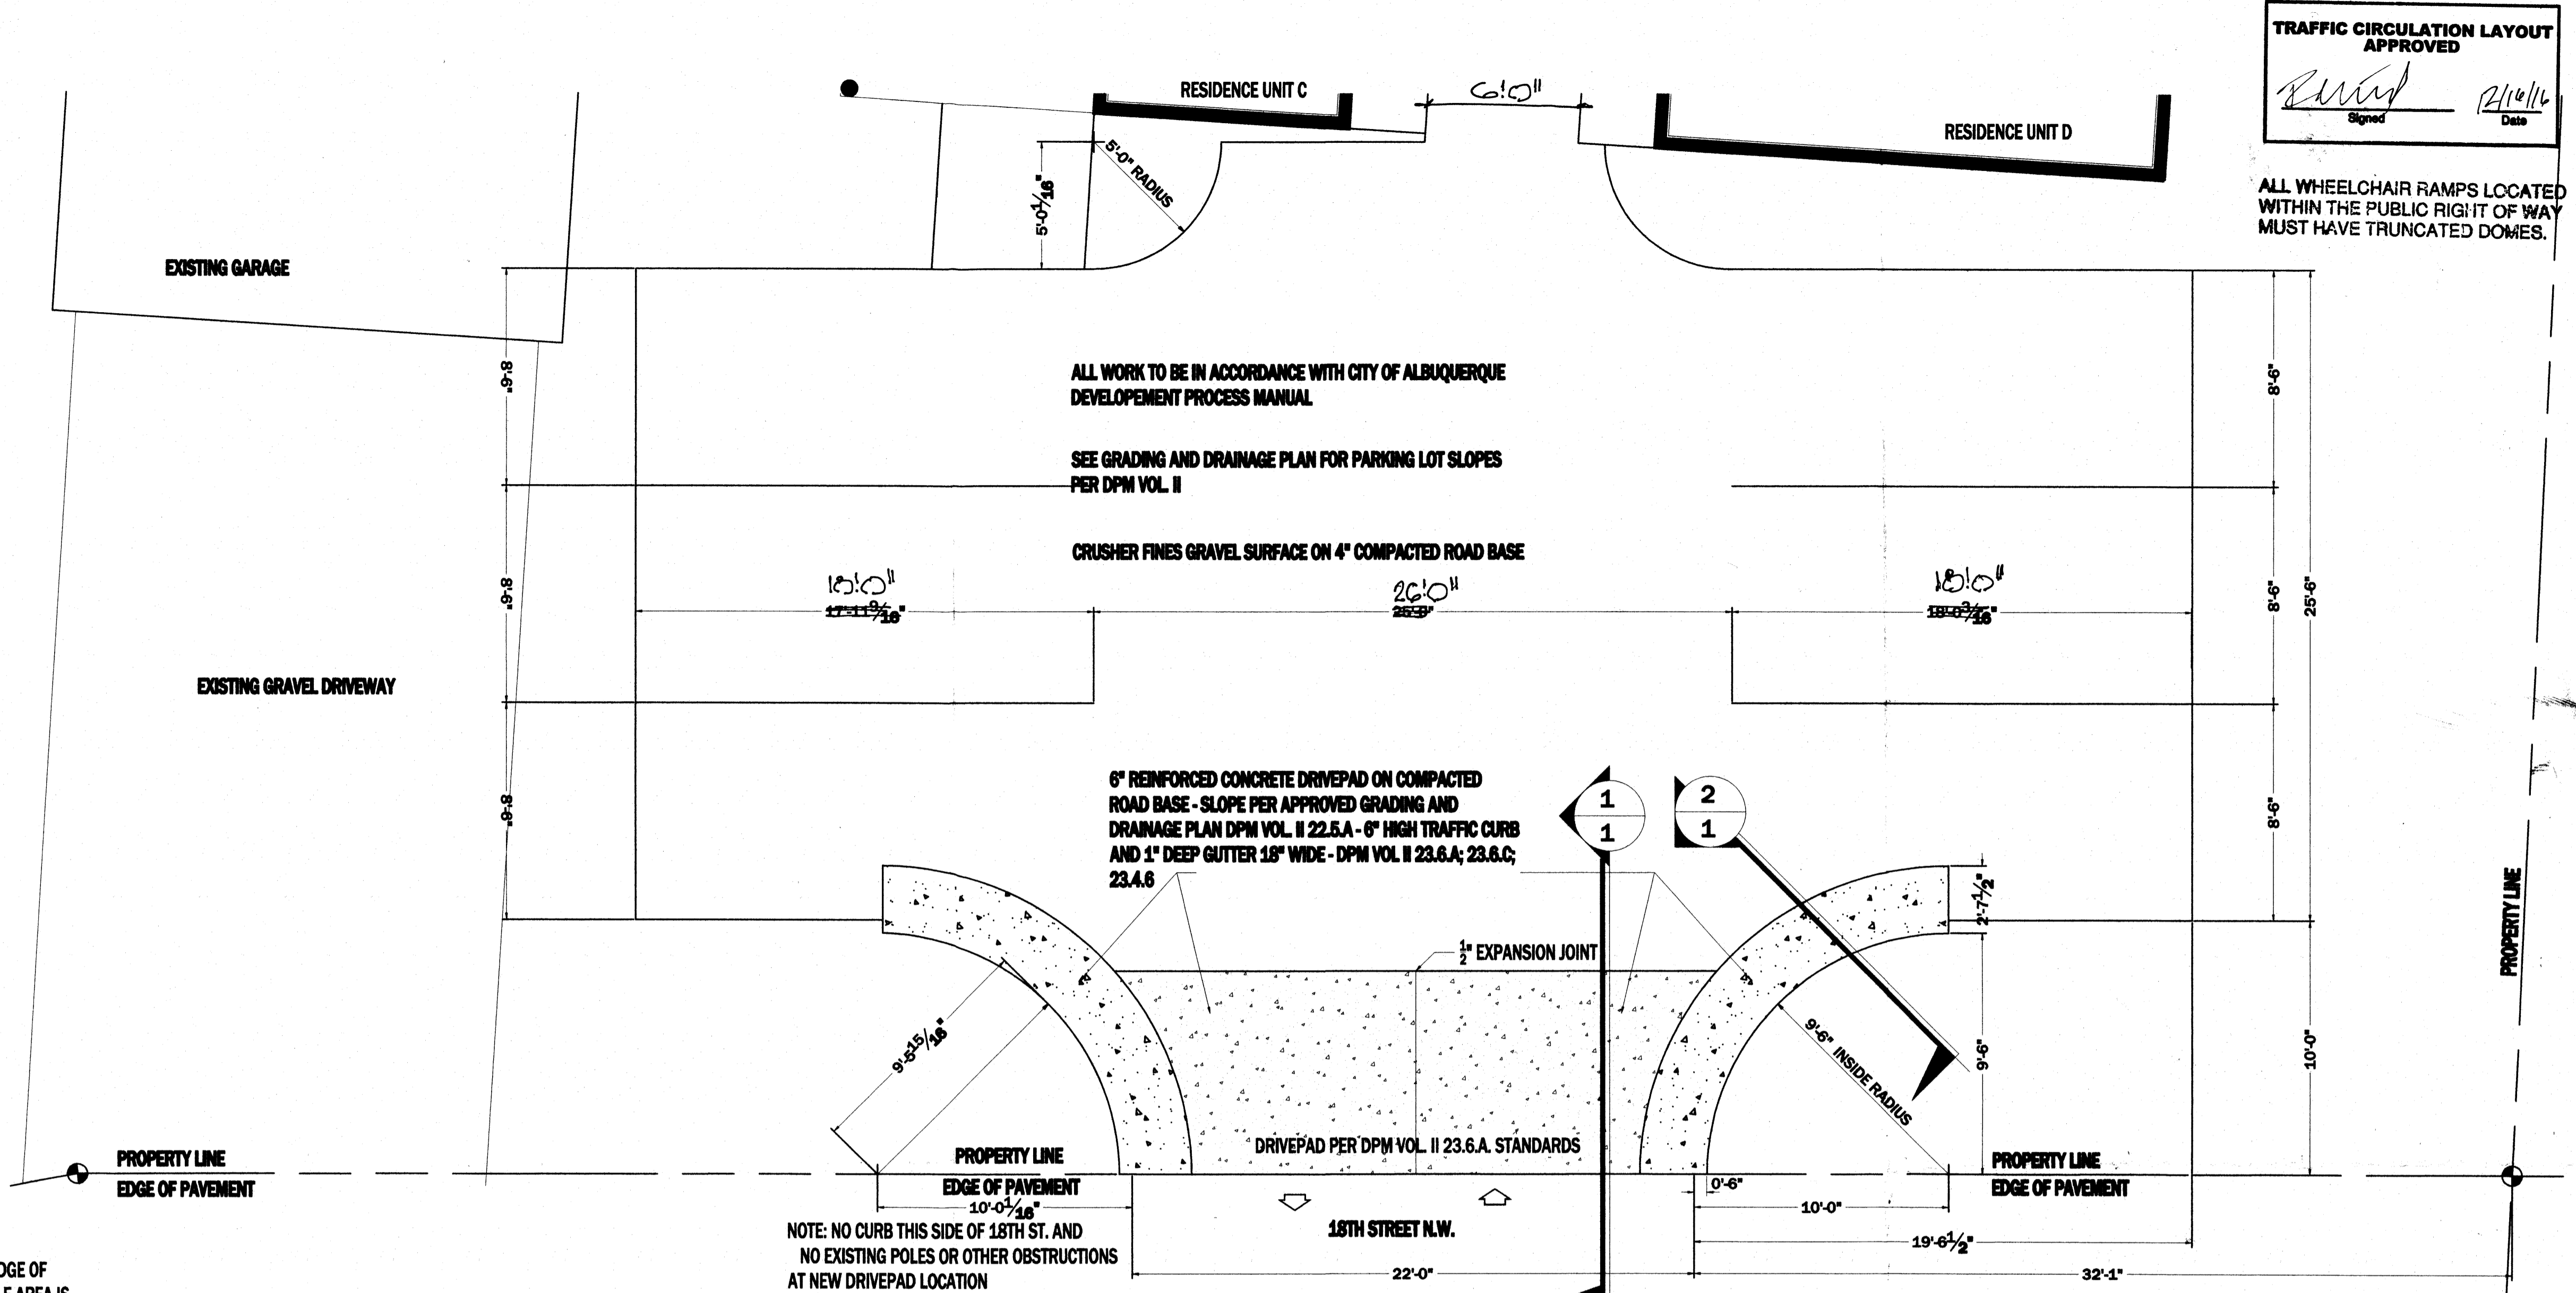 TRAFFIC CIRCULATION LAYOUT
APPROVED
Signed
Date
ALL WHEELCHAIR RAMPS LOCATED
WITHIN THE PUBLIC RIGHT OF WAY
MUST HAVE TRUNCATED DOMES.
RESIDENCE UNIT C
6'0"
RESIDENCE UNIT D
5'-0" RADIUS
5'-0 1/16"
EXISTING GARAGE
8'-6"
8'-6"
ALL WORK TO BE IN ACCORDANCE WITH CITY OF ALBUQUERQUE
DEVELOPEMENT PROCESS MANUAL
SEE GRADING AND DRAINAGE PLAN FOR PARKING LOT SLOPES
PER DPM VOL. II
CRUSHER FINES GRAVEL SURFACE ON 4" COMPACTED ROAD BASE
8'-6"
18'0"
17'-11 9/16"
26'0"
18'0"
18'-0 3/16"
8'-6"
25'-6"
EXISTING GRAVEL DRIVEWAY
8'-6"
8'-6"
6" REINFORCED CONCRETE DRIVEPAD ON COMPACTED
ROAD BASE - SLOPE PER APPROVED GRADING AND
DRAINAGE PLAN DPM VOL. II 22.5.A - 6" HIGH TRAFFIC CURB
AND 1" DEEP GUTTER 18" WIDE - DPM VOL II 23.6.A; 23.6.C;
23.4.6
1
1
2
1
2'-7 1/2"
PROPERTY LINE
1/2" EXPANSION JOINT
9'-5 15/16"
9'-6" INSIDE RADIUS
9'-6"
10'-0"
DRIVEPAD PER DPM VOL. II 23.6.A. STANDARDS
PROPERTY LINE
EDGE OF PAVEMENT
PROPERTY LINE
EDGE OF PAVEMENT
10'-0 1/16"
PROPERTY LINE
EDGE OF PAVEMENT
0'-6"
10'-0"
NOTE: NO CURB THIS SIDE OF 18TH ST. AND
NO EXISTING POLES OR OTHER OBSTRUCTIONS
AT NEW DRIVEPAD LOCATION
18TH STREET N.W.
19'-6 1/2"
22'-0"
32'-1"
DGE OF